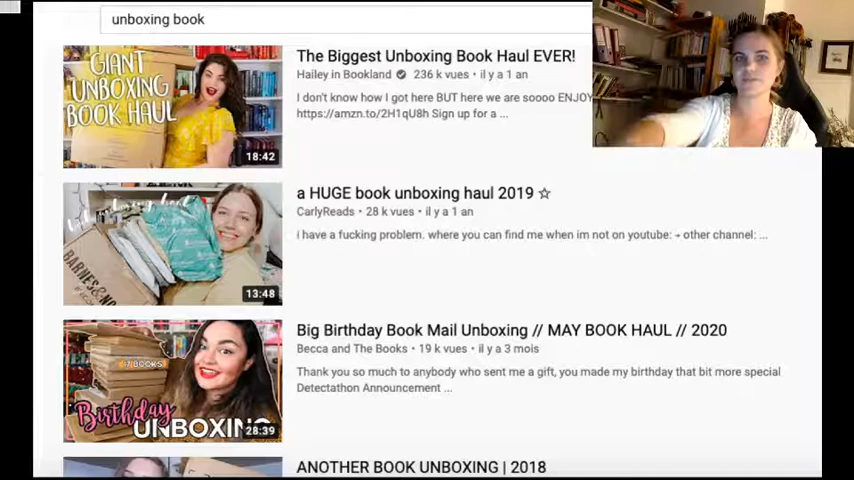 unboxing book
GIANT
UNBOXING
BOOK HAUL
18:42
The Biggest Unboxing Book Haul EVER!
Hailey in Bookland • 236 k vues • il y a 1 an
I don't know how I got here BUT here we are soooo ENJOY
https://amzn.to/2H1qU8h Sign up for a ...
BARNES&NO
13:48
a HUGE book unboxing haul 2019 ☆
CarlyReads • 28 k vues • il y a 1 an
i have a fucking problem. where you can find me when im not on youtube: → other channel: ...
Birthday
UNBOXING
28:39
Big Birthday Book Mail Unboxing // MAY BOOK HAUL // 2020
Becca and The Books • 19 k vues • il y a 3 mois
Thank you so much to anybody who sent me a gift, you made my birthday that bit more special
Detectathon Announcement ...
ANOTHER BOOK UNBOXING | 2018